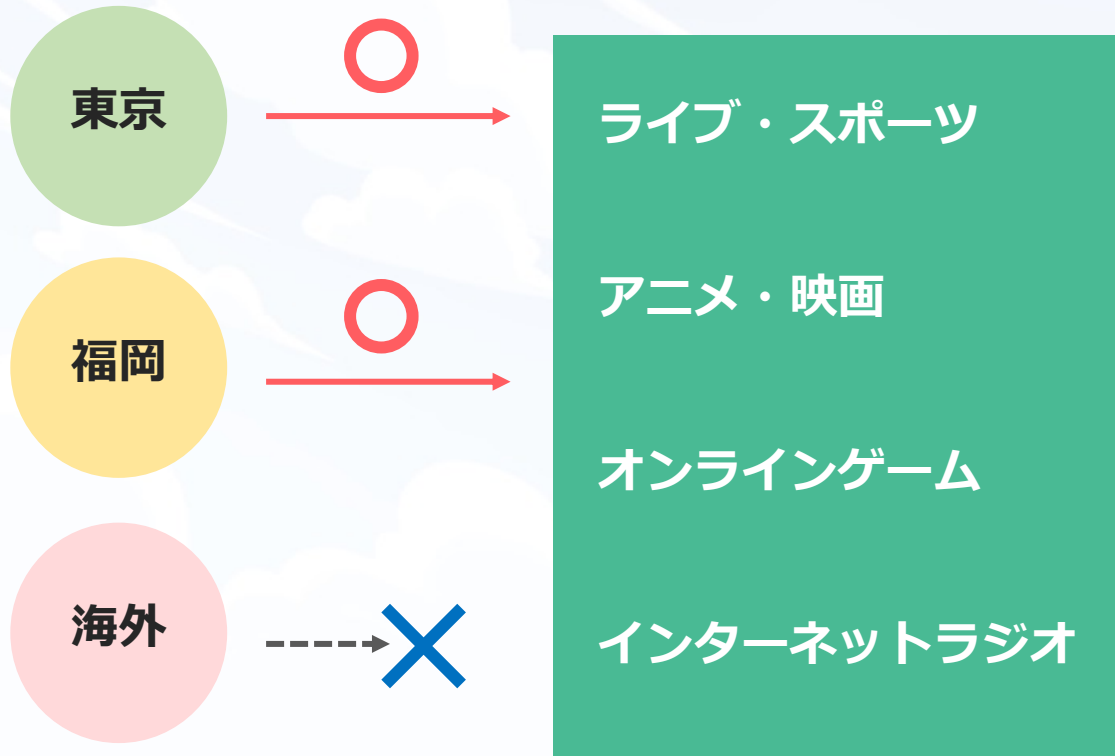 東京
ライブ・スポーツ
アニメ・映画
福岡
オンラインゲーム
海外
インターネットラジオ